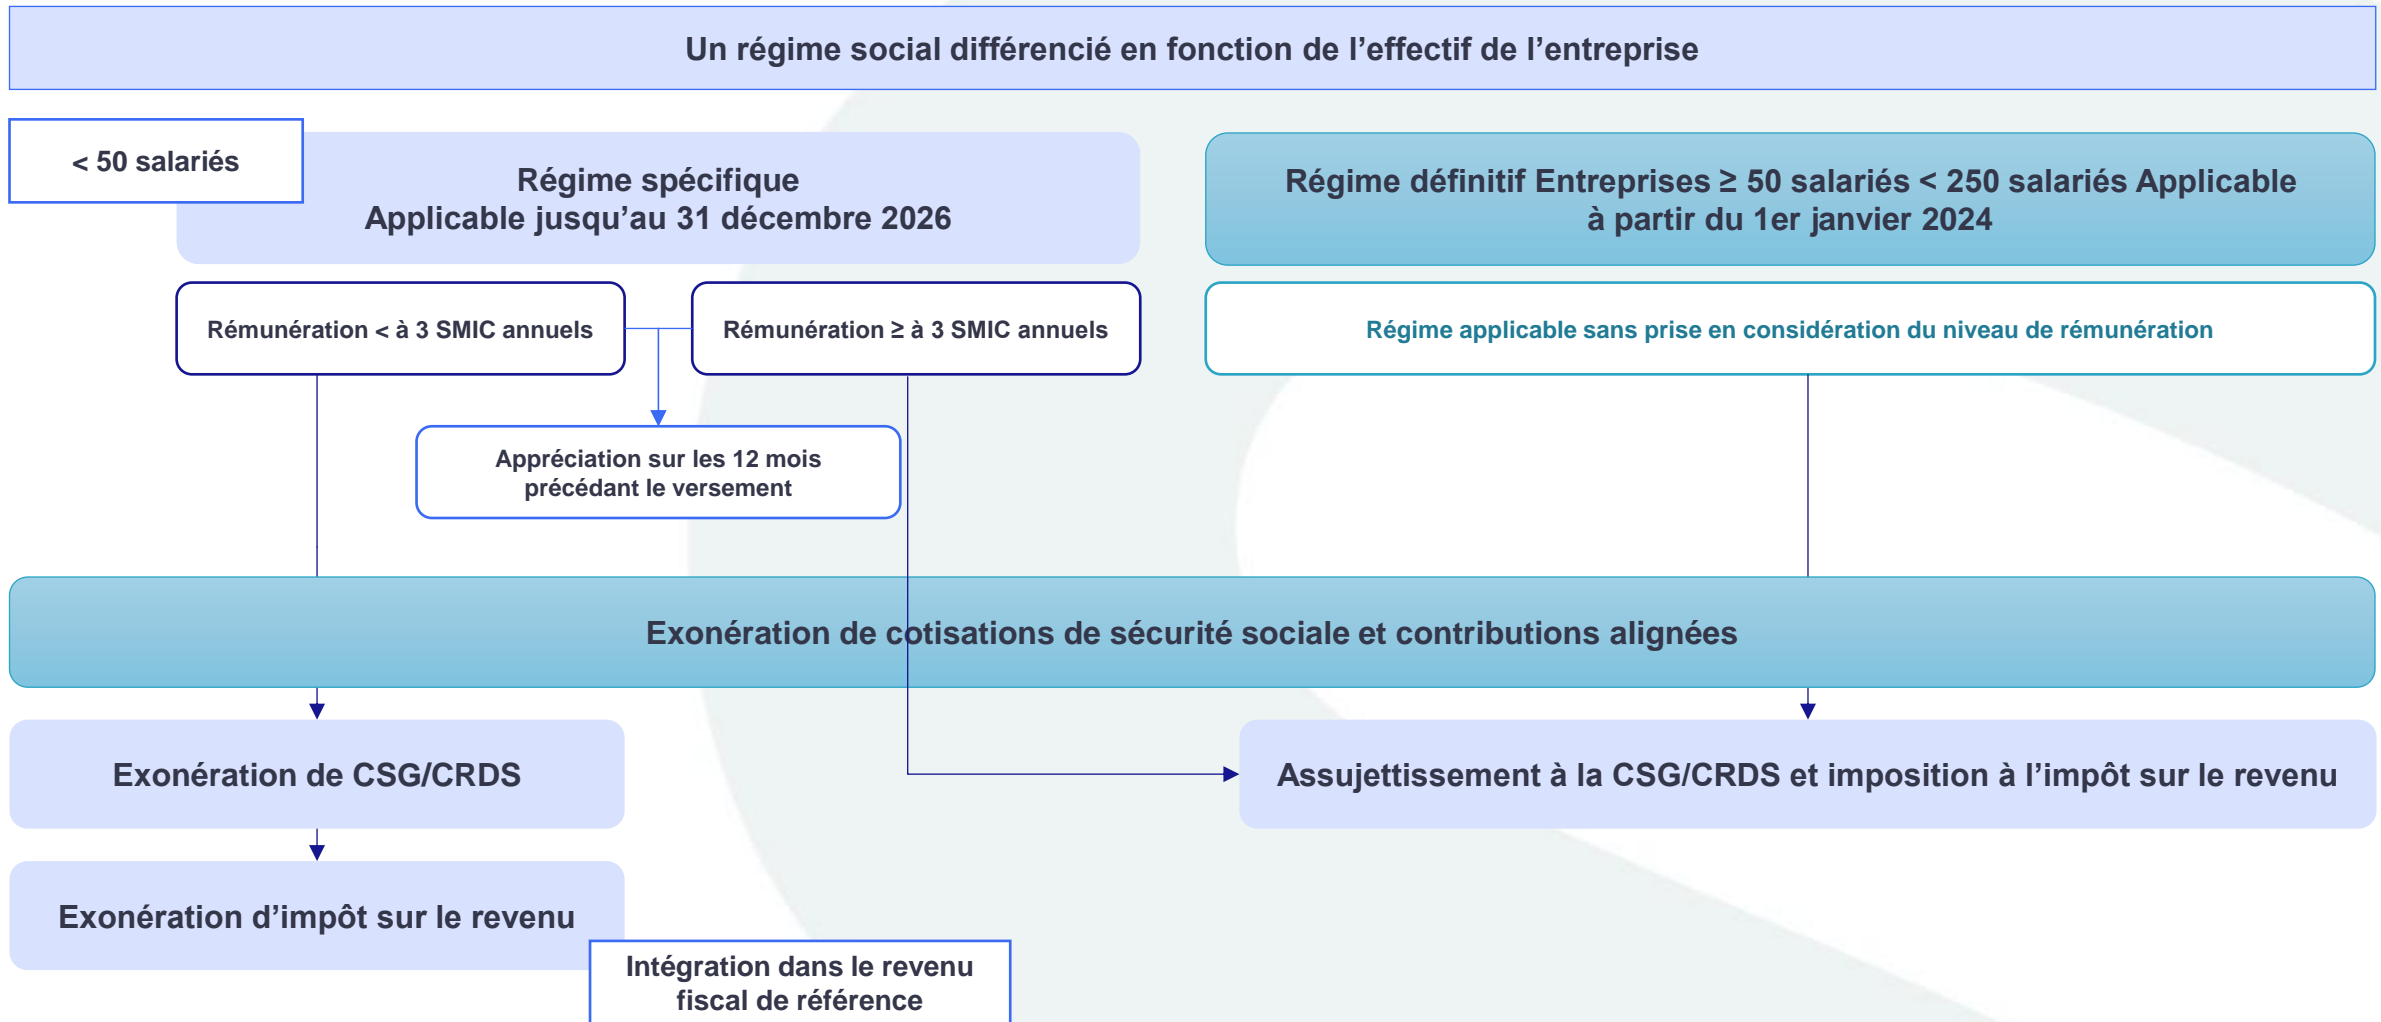 Un régime social différencié en fonction de l’effectif de l’entreprise
< 50 salariés
Régime spécifique
Applicable jusqu’au 31 décembre 2026
Régime définitif Entreprises ≥ 50 salariés < 250 salariés Applicable
à partir du 1er janvier 2024
Rémunération < à 3 SMIC annuels
Rémunération ≥ à 3 SMIC annuels
Régime applicable sans prise en considération du niveau de rémunération
Appréciation sur les 12 mois
précédant le versement
Exonération de cotisations de sécurité sociale et contributions alignées
Exonération de CSG/CRDS
Assujettissement à la CSG/CRDS et imposition à l’impôt sur le revenu
Exonération d’impôt sur le revenu
Intégration dans le revenu
fiscal de référence